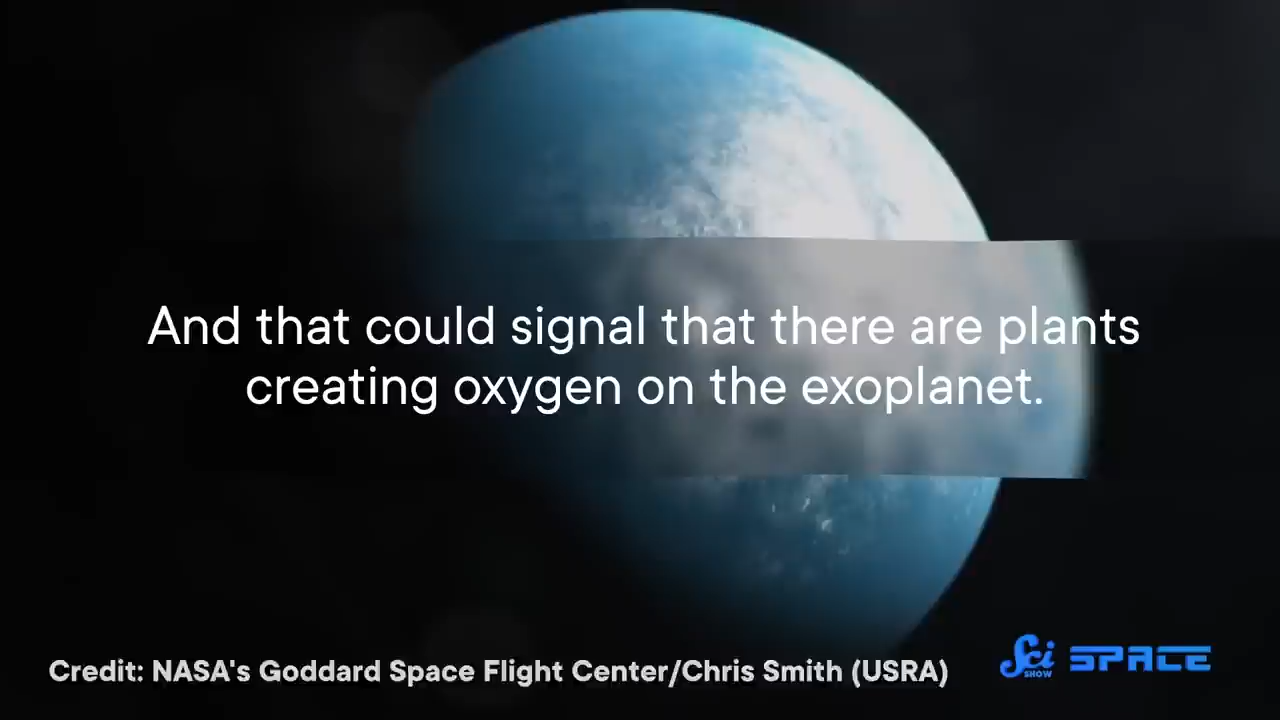 And that could signal that there are plants
creating oxygen on the exoplanet.
Credit: NASA's Goddard Space Flight Center/Chris Smith (USRA)
Sci SHOW SPACE